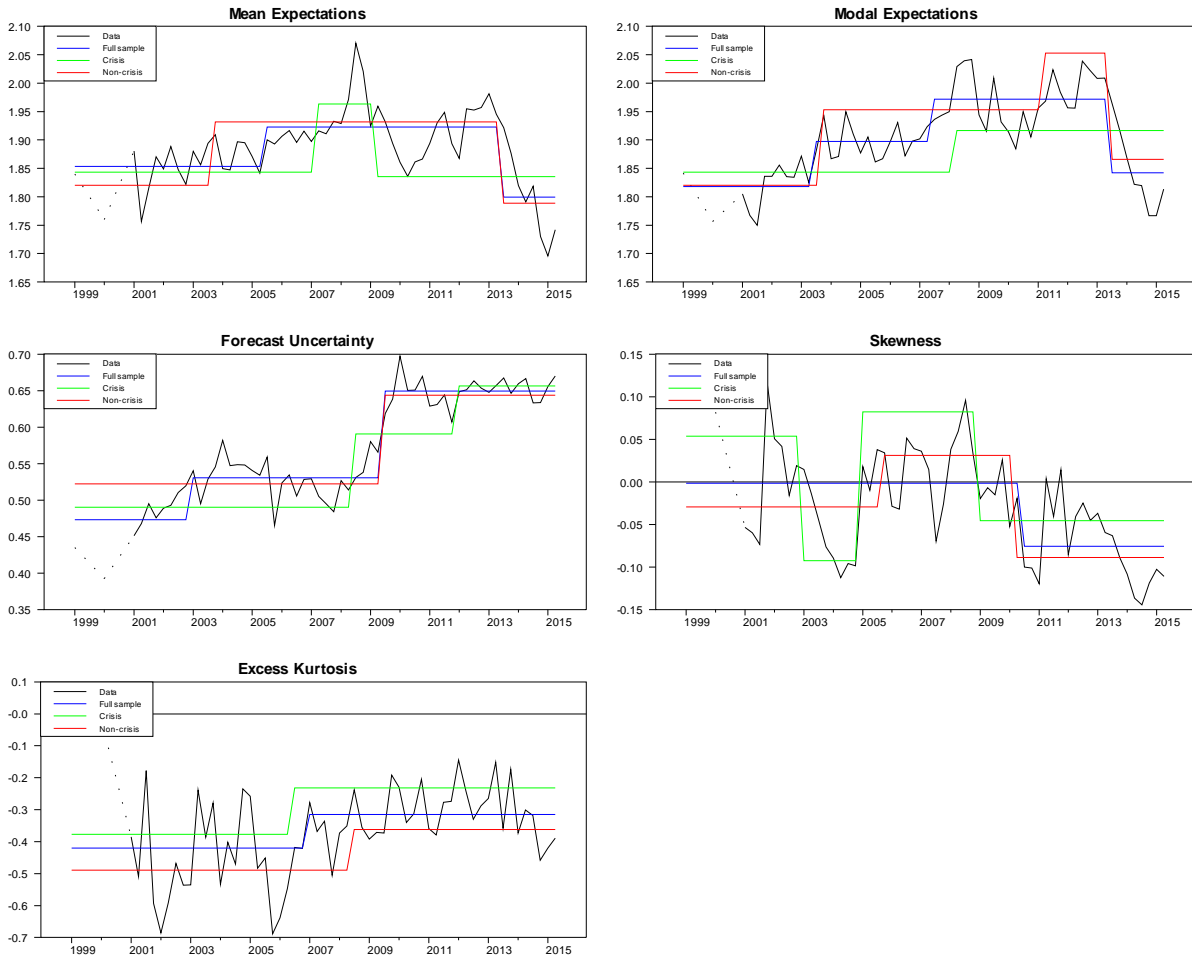 Mean Expectations
2.10
2.05
2.00
1.95
1.90
1.85
1.80
1.75
1.70
1.65
Data
Full sample
Crisis
Non-crisis
1999 2001 2003 2005 2007 2009 2011 2013 2015
Modal Expectations
2.10
2.05
2.00
1.95
1.90
1.85
1.80
1.75
1.70
1.65
Data
Full sample
Crisis
Non-crisis
1999 2001 2003 2005 2007 2009 2011 2013 2015
Forecast Uncertainty
0.70
0.65
0.60
0.55
0.50
0.45
0.40
0.35
Data
Full sample
Crisis
Non-crisis
1999 2001 2003 2005 2007 2009 2011 2013 2015
Skewness
0.15
0.10
0.05
0.00
-0.05
-0.10
-0.15
Data
Full sample
Crisis
Non-crisis
1999 2001 2003 2005 2007 2009 2011 2013 2015
Excess Kurtosis
0.1
-0.0
-0.1
-0.2
-0.3
-0.4
-0.5
-0.6
-0.7
Data
Full sample
Crisis
Non-crisis
1999 2001 2003 2005 2007 2009 2011 2013 2015